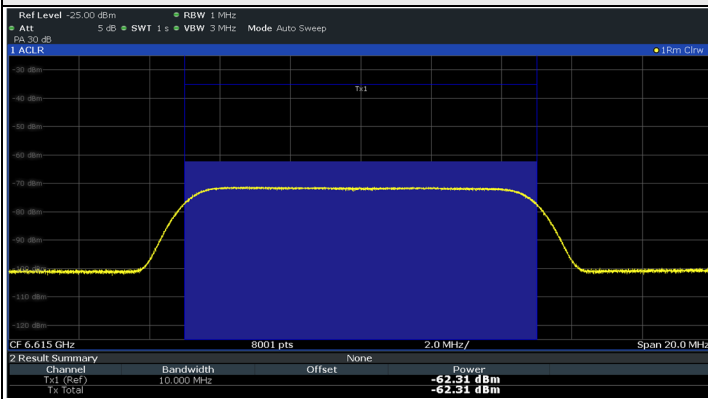 Ref Level -25.00 dBm RBW 1 MHz
Att 5 dB SWT 1 s VBW 3 MHz Mode Auto Sweep
PA 30 dB
1 ACLR 1Rm Clrw
-30 dBm
Tx1
-40 dBm
-50 dBm
-60 dBm
-70 dBm
-80 dBm
-90 dBm
-100 dBm
-110 dBm
-120 dBm
CF 6.615 GHz 8001 pts 2.0 MHz/ Span 20.0 MHz
2 Result Summary None
Channel Bandwidth Offset Power
Tx1 (Ref) 10.000 MHz -62.31 dBm
Tx Total -62.31 dBm